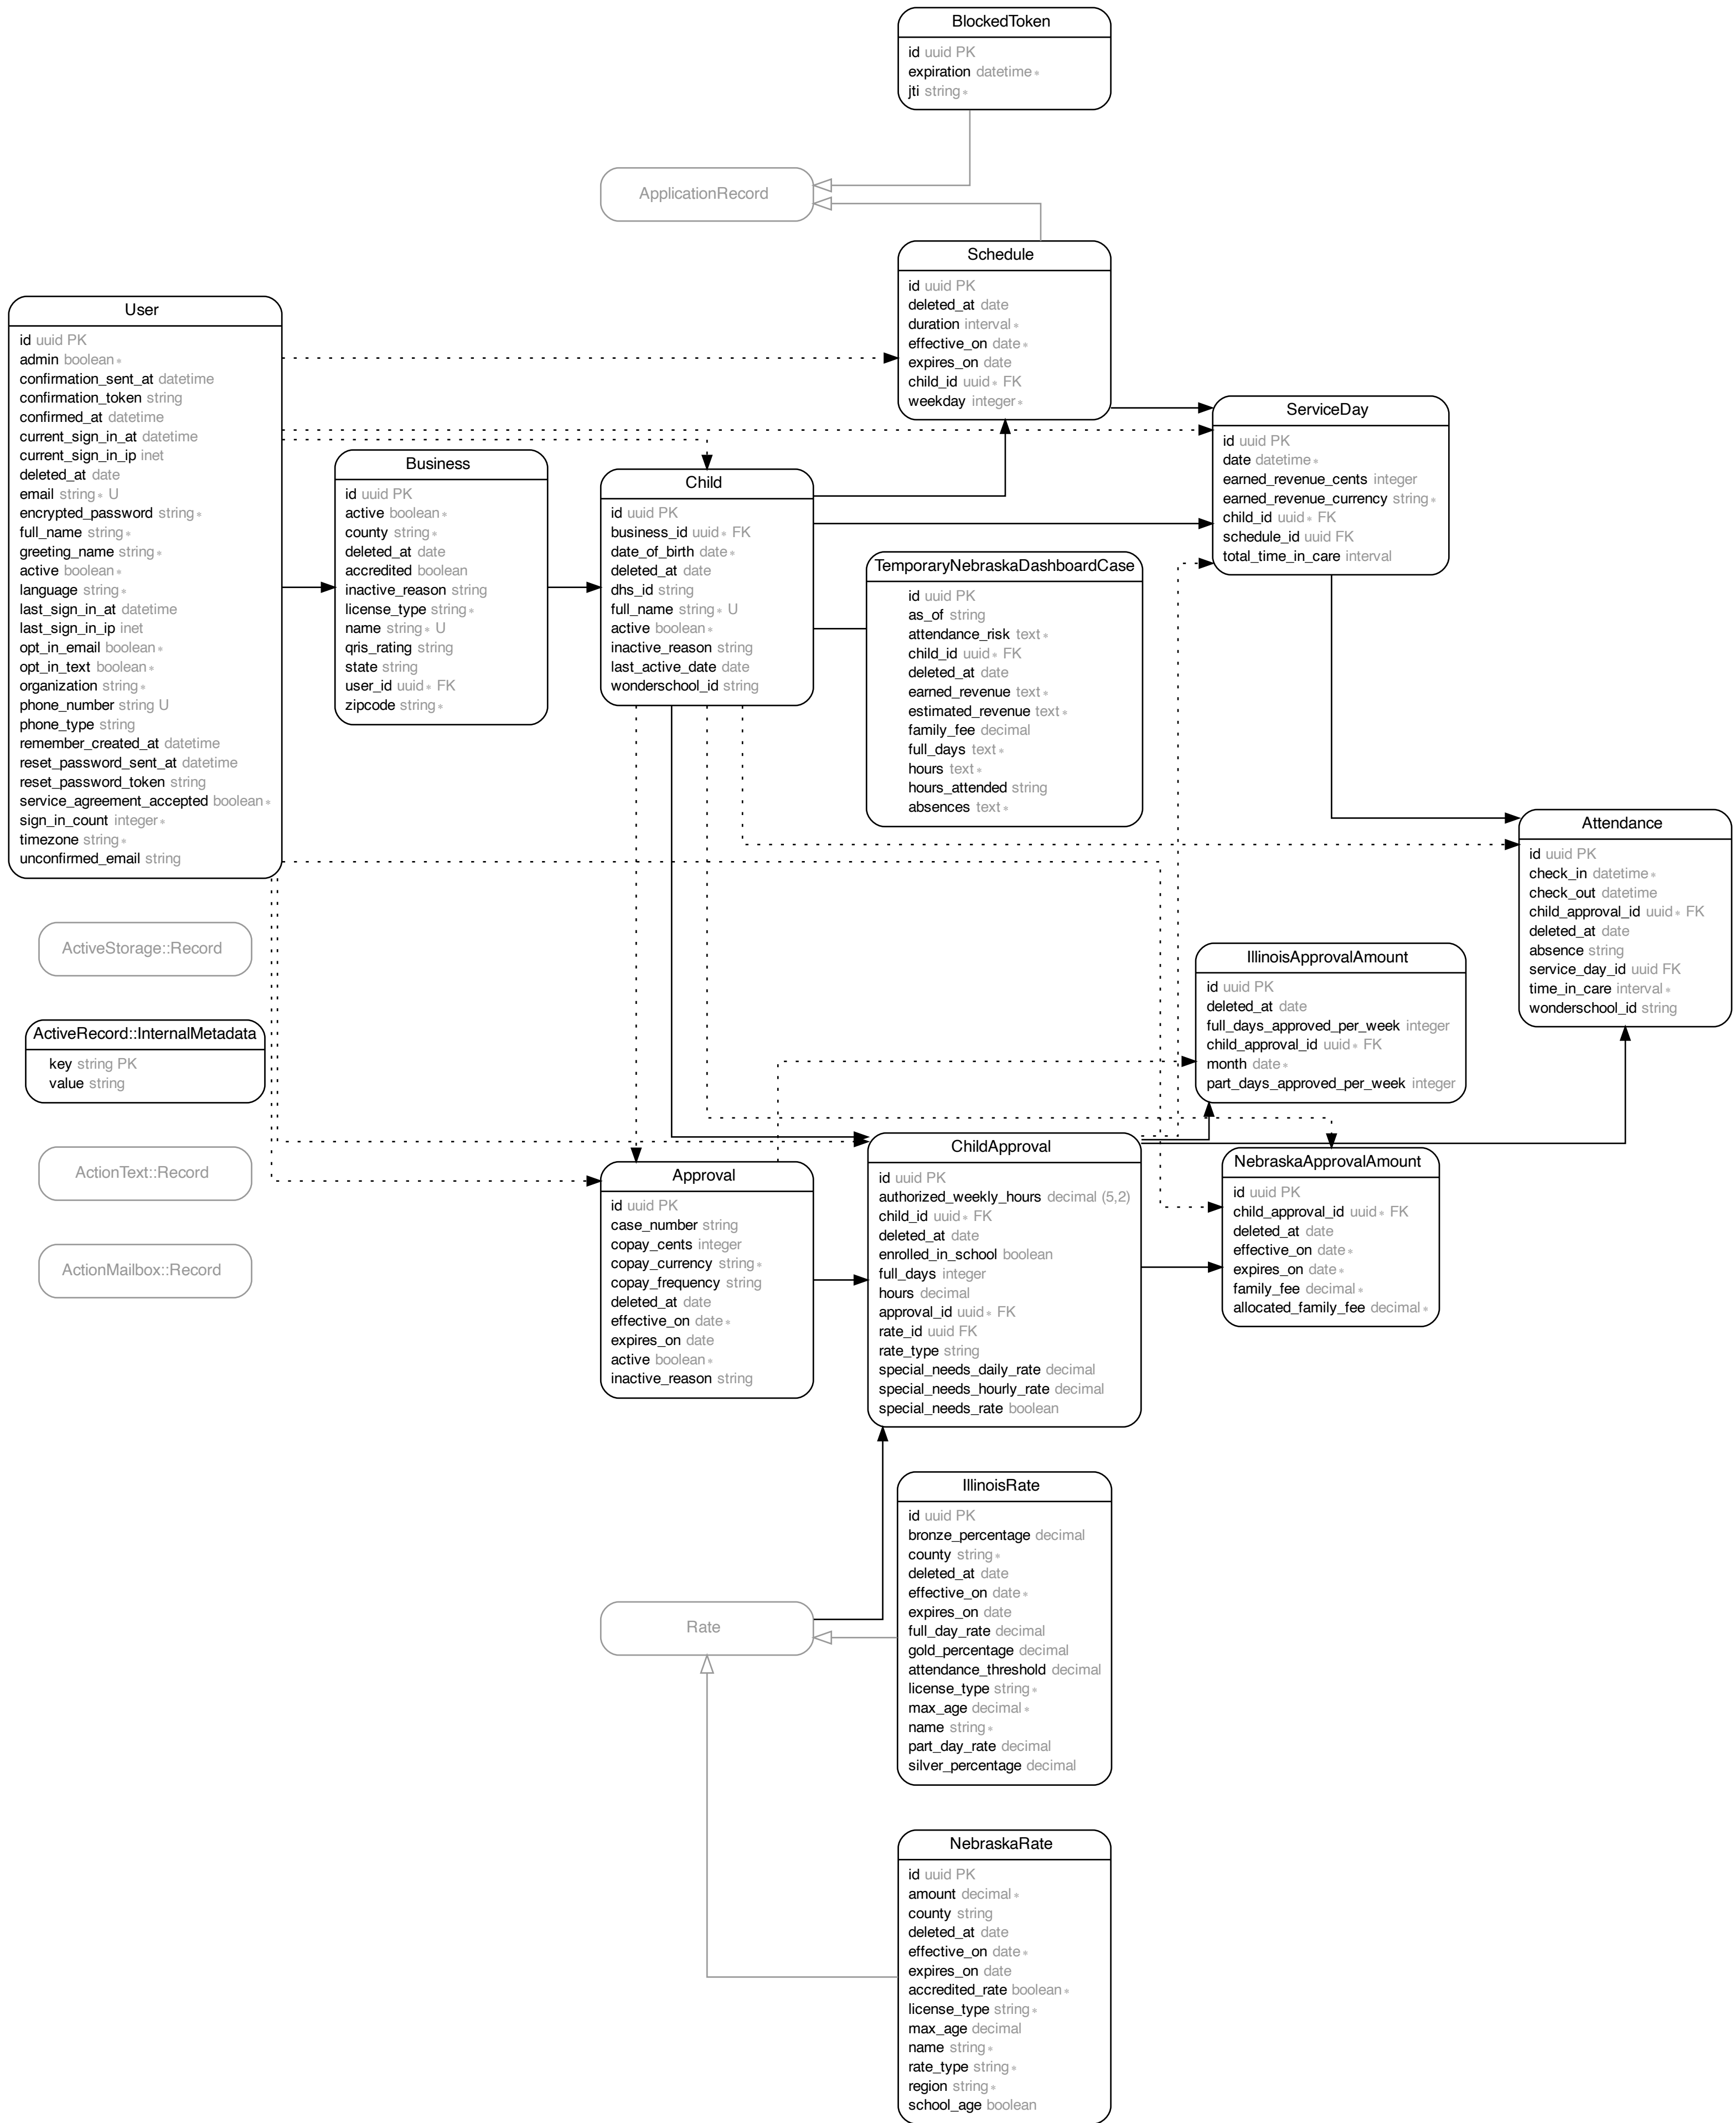 BlockedToken
id uuid PK
expiration datetime *
jti string *
ApplicationRecord
Schedule
id uuid PK
deleted_at date
duration interval *
effective_on date *
expires_on date
child_id uuid * FK
weekday integer *
User
id uuid PK
admin boolean *
confirmation_sent_at datetime
confirmation_token string
confirmed_at datetime
current_sign_in_at datetime
current_sign_in_ip inet
deleted_at date
email string * U
encrypted_password string *
full_name string *
greeting_name string *
active boolean *
language string *
last_sign_in_at datetime
last_sign_in_ip inet
opt_in_email boolean *
opt_in_text boolean *
organization string *
phone_number string U
phone_type string
remember_created_at datetime
reset_password_sent_at datetime
reset_password_token string
service_agreement_accepted boolean *
sign_in_count integer *
timezone string *
unconfirmed_email string
Business
id uuid PK
active boolean *
county string *
deleted_at date
accredited boolean
inactive_reason string
license_type string *
name string * U
qris_rating string
state string
user_id uuid * FK
zipcode string *
Child
id uuid PK
business_id uuid * FK
date_of_birth date *
deleted_at date
dhs_id string
full_name string * U
active boolean *
inactive_reason string
last_active_date date
wonderschool_id string
ServiceDay
id uuid PK
date datetime *
earned_revenue_cents integer
earned_revenue_currency string *
child_id uuid * FK
schedule_id uuid FK
total_time_in_care interval
TemporaryNebraskaDashboardCase
id uuid PK
as_of string
attendance_risk text *
child_id uuid * FK
deleted_at date
earned_revenue text *
estimated_revenue text *
family_fee decimal
full_days text *
hours text *
hours_attended string
absences text *
Attendance
id uuid PK
check_in datetime *
check_out datetime
child_approval_id uuid * FK
deleted_at date
absence string
service_day_id uuid FK
time_in_care interval *
wonderschool_id string
ActiveStorage::Record
IllinoisApprovalAmount
id uuid PK
deleted_at date
full_days_approved_per_week integer
child_approval_id uuid * FK
month date *
part_days_approved_per_week integer
ActiveRecord::InternalMetadata
key string PK
value string
ActionText::Record
ActionMailbox::Record
Approval
id uuid PK
case_number string
copay_cents integer
copay_currency string *
copay_frequency string
deleted_at date
effective_on date *
expires_on date
active boolean *
inactive_reason string
ChildApproval
id uuid PK
authorized_weekly_hours decimal (5,2)
child_id uuid * FK
deleted_at date
enrolled_in_school boolean
full_days integer
hours decimal
approval_id uuid * FK
rate_id uuid FK
rate_type string
special_needs_daily_rate decimal
special_needs_hourly_rate decimal
special_needs_rate boolean
NebraskaApprovalAmount
id uuid PK
child_approval_id uuid * FK
deleted_at date
effective_on date *
expires_on date *
family_fee decimal *
allocated_family_fee decimal *
IllinoisRate
id uuid PK
bronze_percentage decimal
county string *
deleted_at date
effective_on date *
expires_on date
full_day_rate decimal
gold_percentage decimal
attendance_threshold decimal
license_type string *
max_age decimal *
name string *
part_day_rate decimal
silver_percentage decimal
Rate
NebraskaRate
id uuid PK
amount decimal *
county string
deleted_at date
effective_on date *
expires_on date
accredited_rate boolean *
license_type string *
max_age decimal
name string *
rate_type string *
region string *
school_age boolean